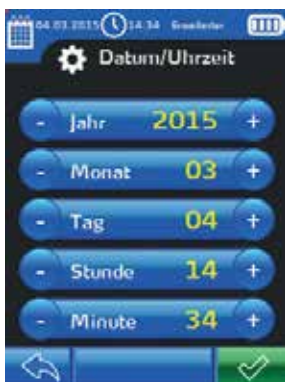 04.03.2015 14:34
Datum/Uhrzeit
- Jahr 2015 +
- Monat 03 +
- Tag 04 +
- Stunde 14 +
- Minute 34 +